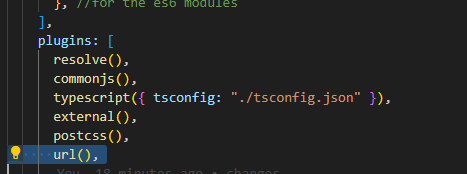 }, //for the es6 modules
],
plugins: [
resolve(),
commonjs(),
typescript({ tsconfig: "./tsconfig.json" }),
external(),
postcss(),
url(),
You, 18 minutes ago • changes